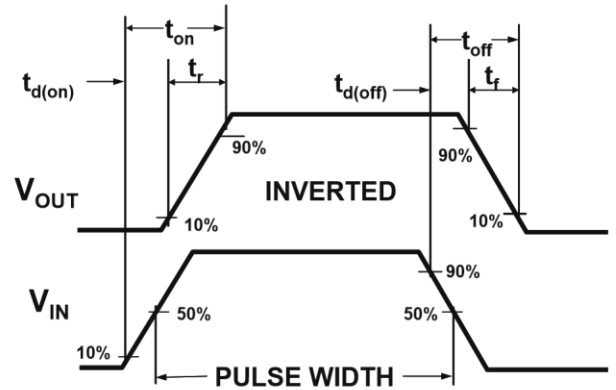 t_on t_off
t_d(on) t_r t_d(off) t_f
90% 90%
V_OUT INVERTED
10% 10%
90%
V_IN 50% 50%
10%
PULSE WIDTH